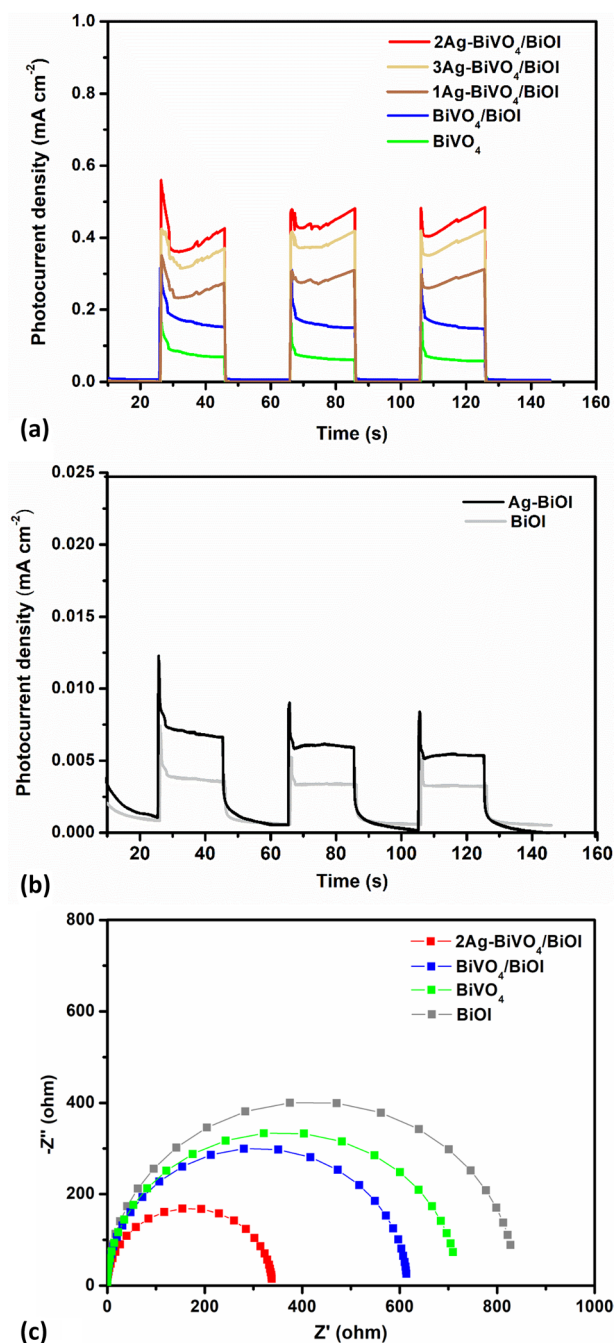 1.0
2Ag-BiVO₄/BiOI
3Ag-BiVO₄/BiOI
1Ag-BiVO₄/BiOI
BiVO₄/BiOI
BiVO₄
0.8
0.6
0.4
0.2
0.0
Photocurrent density (mA cm⁻²)
20 40 60 80 100 120 140 160
Time (s)
(a)
0.025
Ag-BiOI
BiOI
0.020
0.015
0.010
0.005
0.000
Photocurrent density (mA cm⁻²)
20 40 60 80 100 120 140 160
Time (s)
(b)
800
2Ag-BiVO₄/BiOI
BiVO₄/BiOI
BiVO₄
BiOI
600
400
200
0
-Z'' (ohm)
0 200 400 600 800 1000
Z' (ohm)
(c)